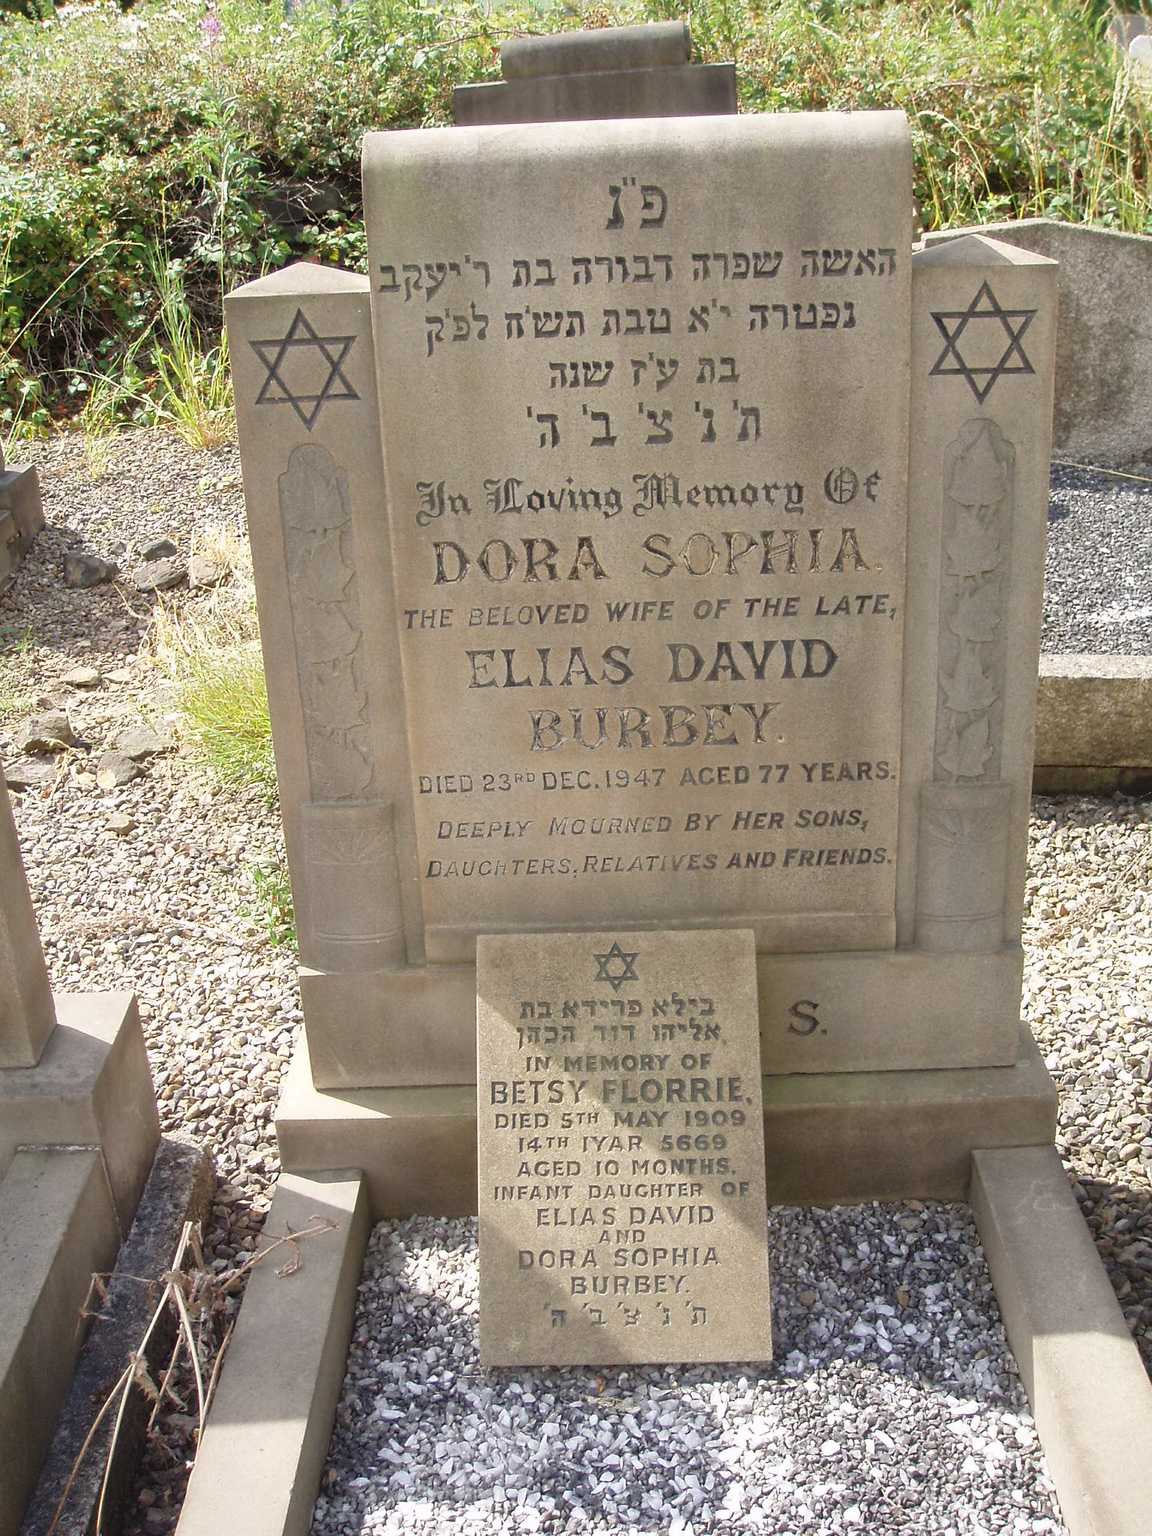 פ"נ
האשה שפרה דבורה בת ר' יעקב
נפטרה י'א טבת תש'ח לפ'ק
בת ע'ז שנה
ת' נ' צ' ב' ה'
In Loving Memory Of
DORA SOPHIA.
THE BELOVED WIFE OF THE LATE,
ELIAS DAVID
BURBEY.
DIED 23RD DEC. 1947 AGED 77 YEARS.
DEEPLY MOURNED BY HER SONS,
DAUGHTERS, RELATIVES AND FRIENDS.
S.
בילא פרידא בת
אליהו דוד הכהן
IN MEMORY OF
BETSY FLORRIE,
DIED 5TH MAY 1909
14TH IYAR 5669
AGED 10 MONTHS.
INFANT DAUGHTER OF
ELIAS DAVID
AND
DORA SOPHIA
BURBEY.
ת' נ' צ' ב' ה'